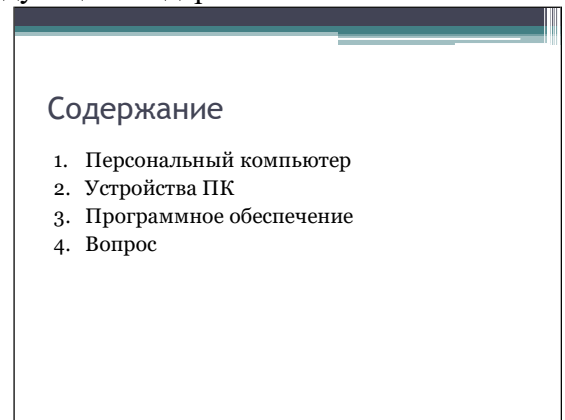 Содержание
1. Персональный компьютер
2. Устройства ПК
3. Программное обеспечение
4. Вопрос